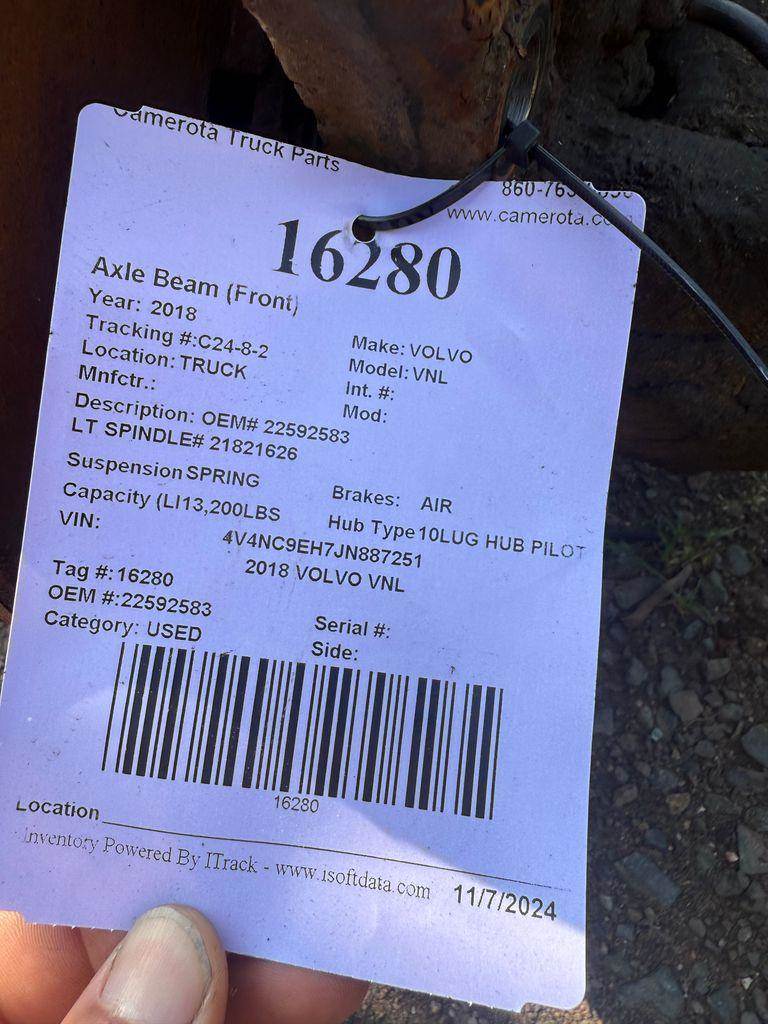 Camerota Truck Parts
www.camerota.c
16280
Axle Beam (Front)
Year: 2018
Tracking #:C24-8-2
Location: TRUCK
Mnfctr.:
Make: VOLVO
Model: VNL
Int. #:
Mod:
Description: OEM# 22592583
LT SPINDLE# 21821626
Suspension SPRING
Brakes: AIR
Capacity (LI13,200LBS
Hub Type 10LUG HUB PILOT
VIN:
4V4NC9EH7JN887251
2018 VOLVO VNL
Tag #: 16280
OEM #:22592583
Category: USED
Serial #:
Side:
16280
Location
Inventory Powered By ITrack - www.isoftdata.com
11/7/2024